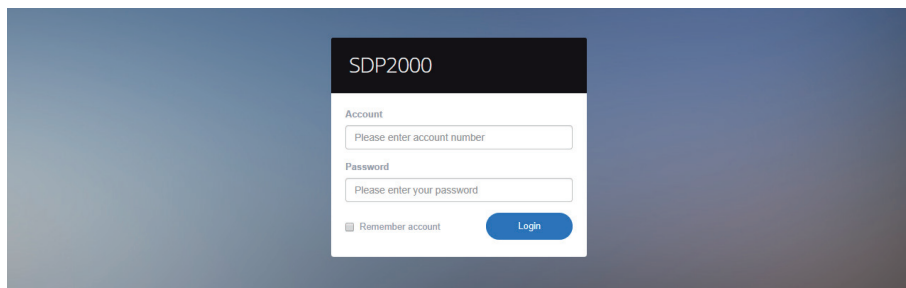 SDP2000
Account
Please enter account number
Password
Please enter your password
Remember account
Login